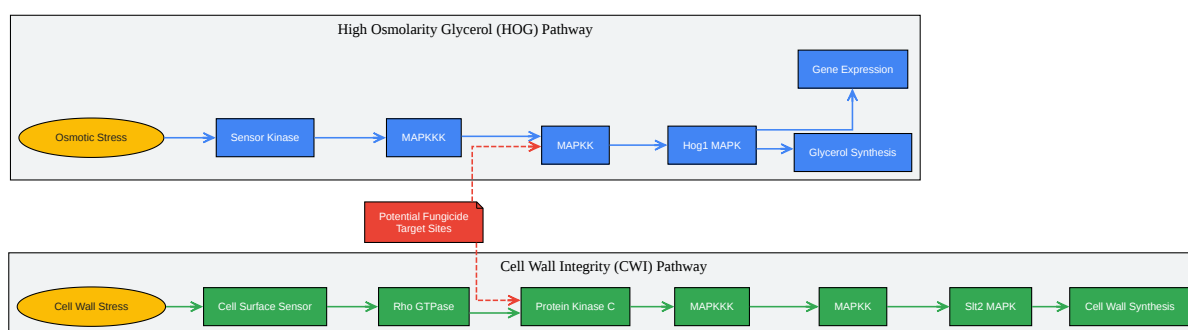 High Osmolarity Glycerol (HOG) Pathway
Gene Expression
Osmotic Stress
Sensor Kinase
MAPKKK
MAPKK
Hog1 MAPK
Glycerol Synthesis
Potential Fungicide
Target Sites
Cell Wall Integrity (CWI) Pathway
Cell Wall Stress
Cell Surface Sensor
Rho GTPase
Protein Kinase C
MAPKKK
MAPKK
Slt2 MAPK
Cell Wall Synthesis